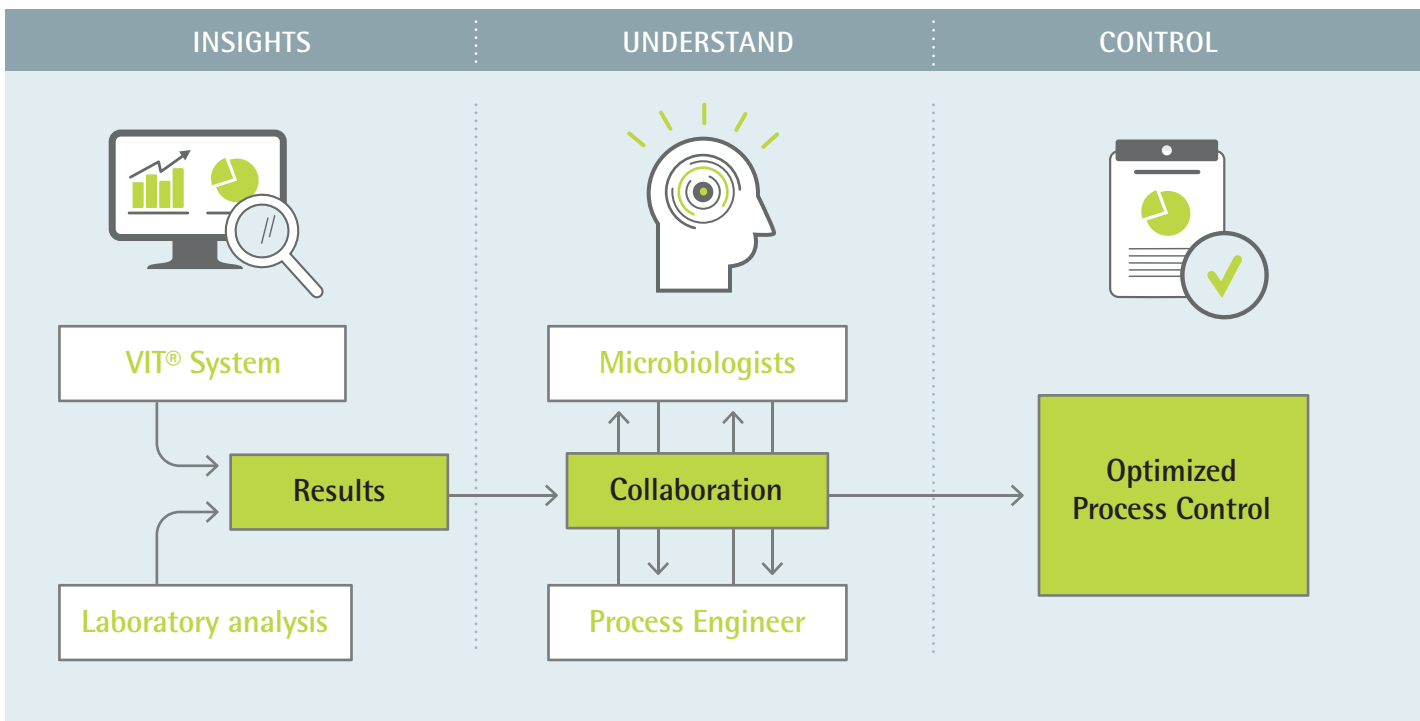 INSIGHTS
UNDERSTAND
CONTROL
VIT® System
Microbiologists
Results
Collaboration
Optimized
Process Control
Laboratory analysis
Process Engineer